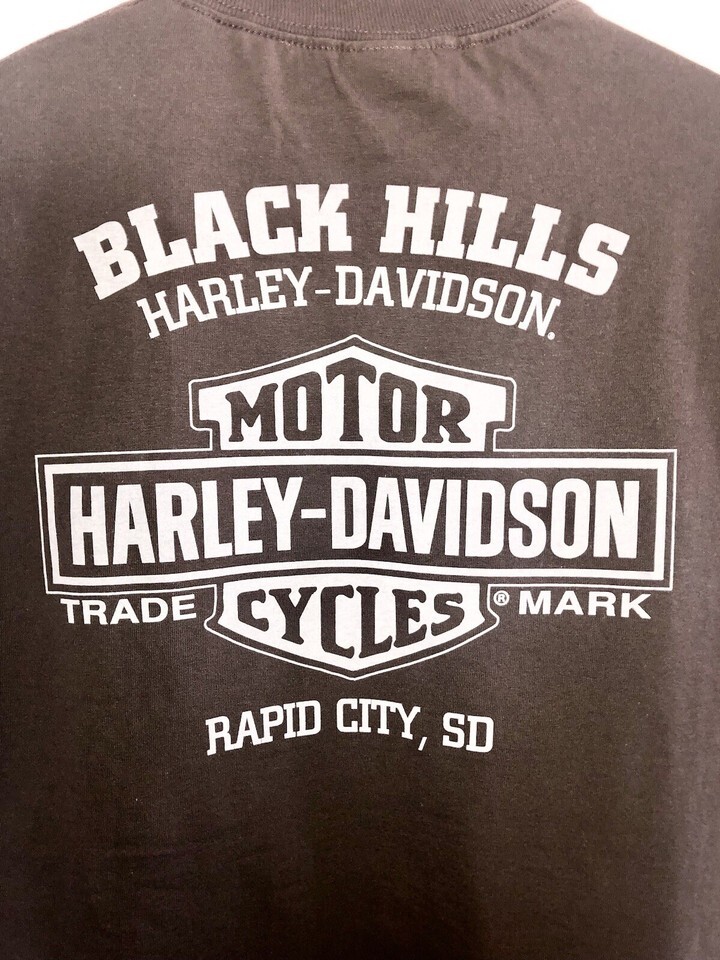 BLACK HILLS
HARLEY-DAVIDSON.
MOTOR
HARLEY-DAVIDSON
CYCLES
TRADE ® MARK
RAPID CITY, SD